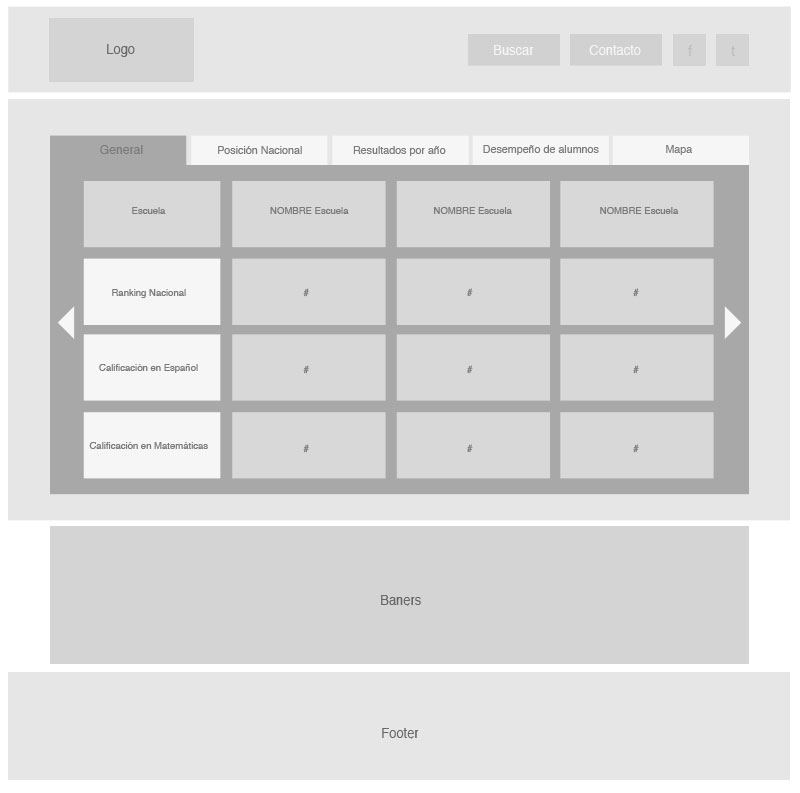 Logo
Buscar
Contacto
f
t
General
Posición Nacional
Resultados por año
Desempeño de alumnos
Mapa
Escuela
NOMBRE Escuela
NOMBRE Escuela
NOMBRE Escuela
Ranking Nacional
#
#
#
Calificación en Español
#
#
#
Calificación en Matemáticas
#
#
#
Baners
Footer